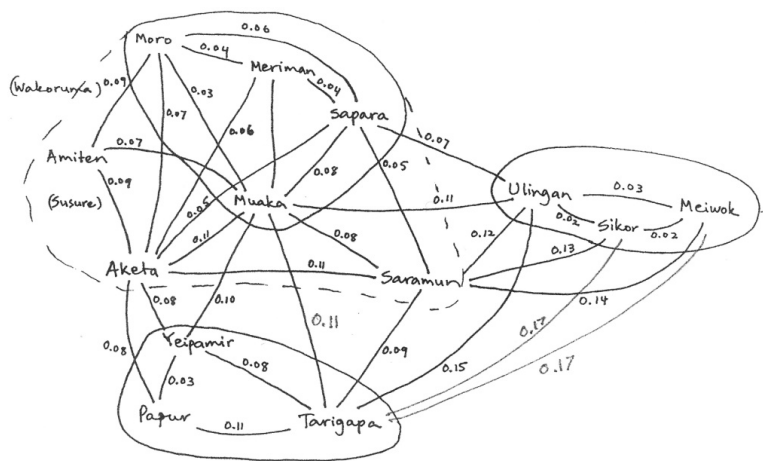 0.06
Moro
0.04
Meriman
(Wakoruma)
0.09
0.03
0.04
0.07
Sapara
0.06
0.07
Amiten
0.07
0.08
0.05
0.09
Ulingan
0.03
(Susure)
0.05
Muaka
0.11
Meiwok
0.02
Sikor
0.02
0.11
0.08
0.12
0.13
Aketa
0.11
Saramun
0.08
0.10
0.14
0.11
0.17
0.08
Yeipamir
0.09
0.08
0.15
0.17
0.03
Papur
0.11
Tarigapa